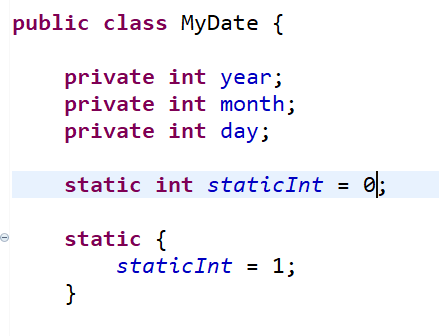 public class MyDate {
private int year;
private int month;
private int day;
static int staticInt = 0;
static {
staticInt = 1;
}